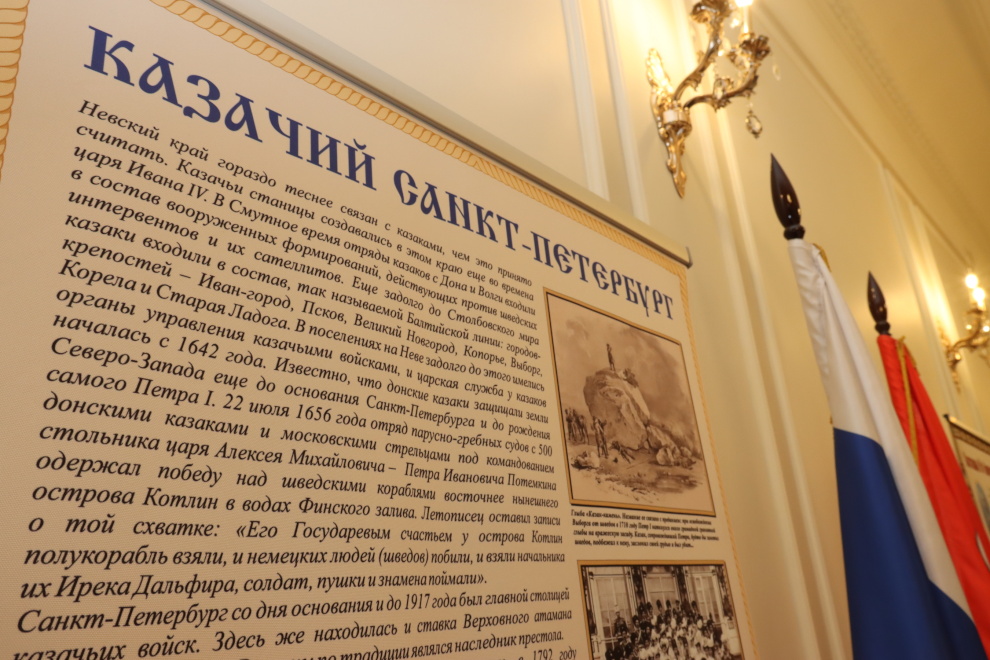 КАЗАЧИЙ САНКТ-ПЕТЕРБУРГ
Невский край гораздо теснее связан с казаками, чем это принято
считать. Казачьи станицы создавались в этом краю еще во времена
царя Ивана IV. В Смутное время отряды казаков с Дона и Волги входили
в состав вооруженных формирований, действующих против шведских
интервентов и их сателлитов. Еще задолго до Столбовского мира
казаки входили в состав, так называемой Балтийской линии: городов-
крепостей – Иван-город, Псков, Великий Новгород, Копорье, Выборг,
Корела и Старая Ладога. В поселениях на Неве задолго до этого имелись
органы управления казачьими войсками, и царская служба у казаков
началась с 1642 года. Известно, что донские казаки защищали земли
Северо-Запада еще до основания Санкт-Петербурга и до рождения
самого Петра I. 22 июля 1656 года отряд парусно-гребных судов с 500
донскими казаками и московскими стрельцами под командованием
стольника царя Алексея Михайловича – Петра Ивановича Потемкина
одержал победу над шведскими кораблями восточнее нынешнего
острова Котлин в водах Финского залива. Летописец оставил записи
о той схватке: «Его Государевым счастьем у острова Котлин
полукорабль взяли, и немецких людей (шведов) побили, и взяли начальника
их Ирека Дальфира, солдат, пушки и знамена поймали».
Санкт-Петербург со дня основания и до 1917 года был главной столицей
казачьих войск. Здесь же находилась и ставка Верховного атамана
по традиции являлся наследник престола.
в 1792 году